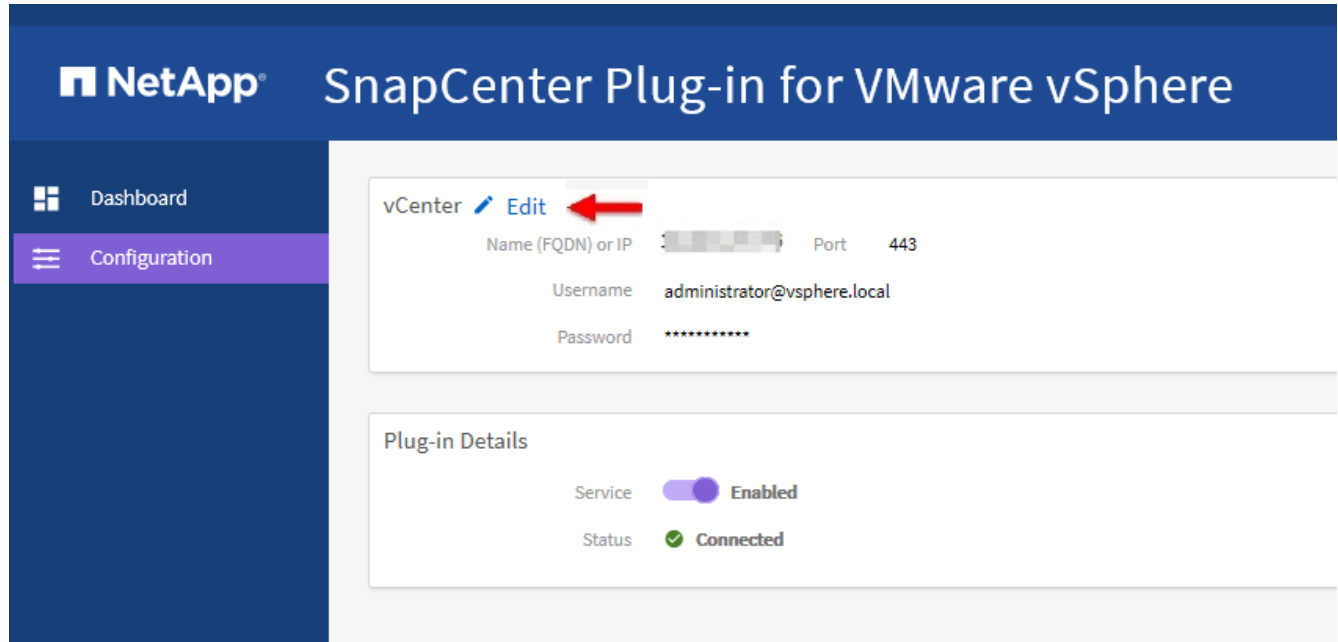 NetApp® SnapCenter Plug-in for VMware vSphere
Dashboard
Configuration
vCenter Edit
Name (FQDN) or IP Port 443
Username administrator@vsphere.local
Password ***********
Plug-in Details
Service Enabled
Status Connected